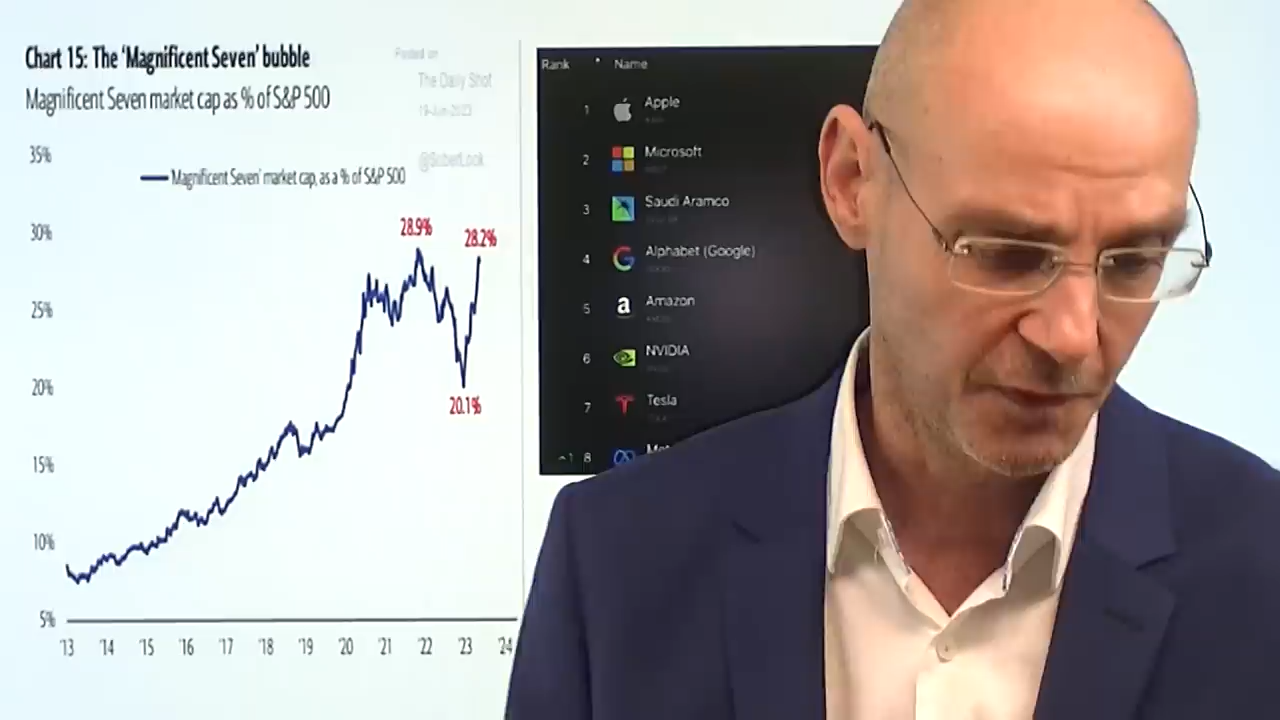 Chart 15: The 'Magnificent Seven' bubble
Magnificent Seven market cap as % of S&P 500
Posted on
The Daily Shot
@SoberLook
35%
30%
25%
20%
15%
10%
5%
Magnificent Seven' market cap, as a % of S&P 500
28.9%
28.2%
20.1%
'13 '14 '15 '16 '17 '18 '19 '20 '21 '22 '23 '24
Rank Name
1 Apple
2 Microsoft
3 Saudi Aramco
4 Alphabet (Google)
5 Amazon
6 NVIDIA
7 Tesla
1 8